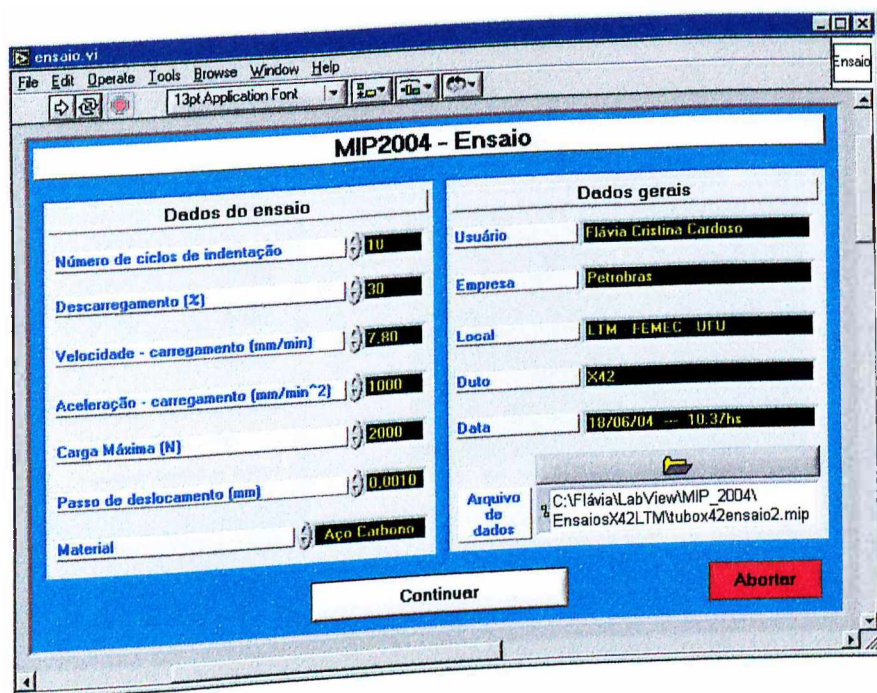 ensaio.vi
File Edit Operate Tools Browse Window Help
13pt Application Font
Ensaio
MIP2004 - Ensaio
Dados do ensaio
Número de ciclos de indentação 10
Descarregamento (%) 30
Velocidade - carregamento (mm/min) 7,80
Aceleração - carregamento (mm/min^2) 1000
Carga Máxima (N) 2000
Passo de deslocamento (mm) 0,0010
Material Aço Carbono
Dados gerais
Usuário Flávia Cristina Cardoso
Empresa Petrobras
Local LTM FEMEC UFU
Duto X42
Data 18/06/04 --- 10:37hs
Arquivo
de
dados
C:\Flávia\LabView\MIP_2004\
EnsaiosX42LTM\tubox42ensaio2.mip
Continuar
Abortar